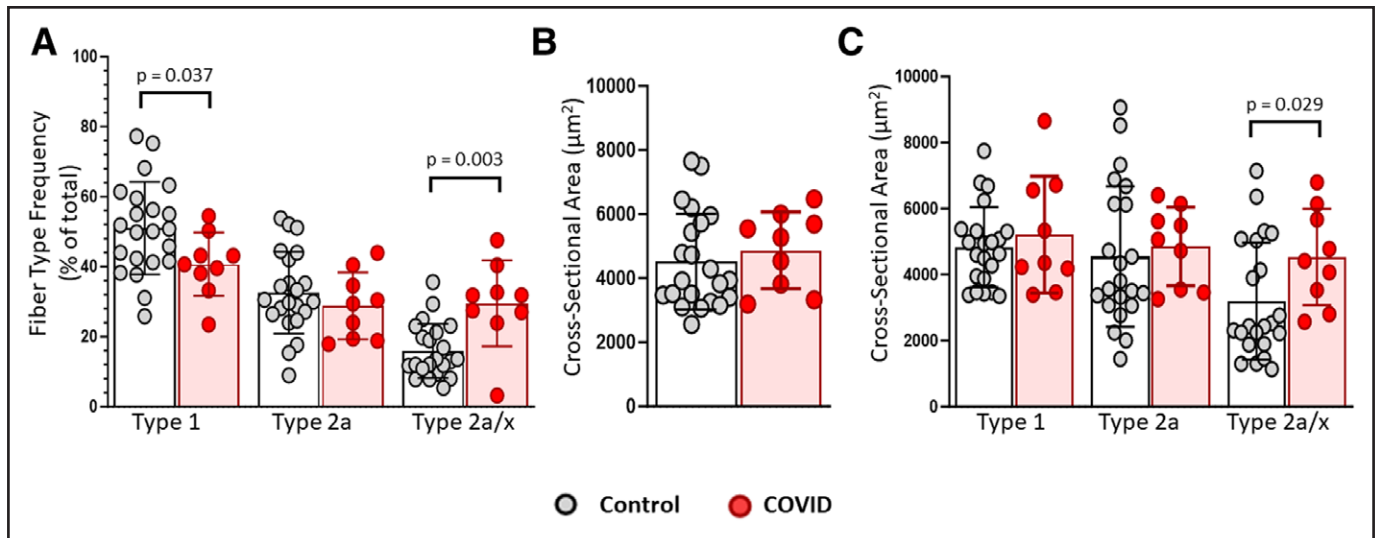 A
B
C
Fiber Type Frequency
(% of total)
100
80
60
40
20
0
p = 0.037
p = 0.003
Type 1
Type 2a
Type 2a/x
Cross-Sectional Area (µm²)
10000
8000
6000
4000
2000
0
Cross-Sectional Area (µm²)
10000
8000
6000
4000
2000
0
p = 0.029
Type 1
Type 2a
Type 2a/x
Control
COVID